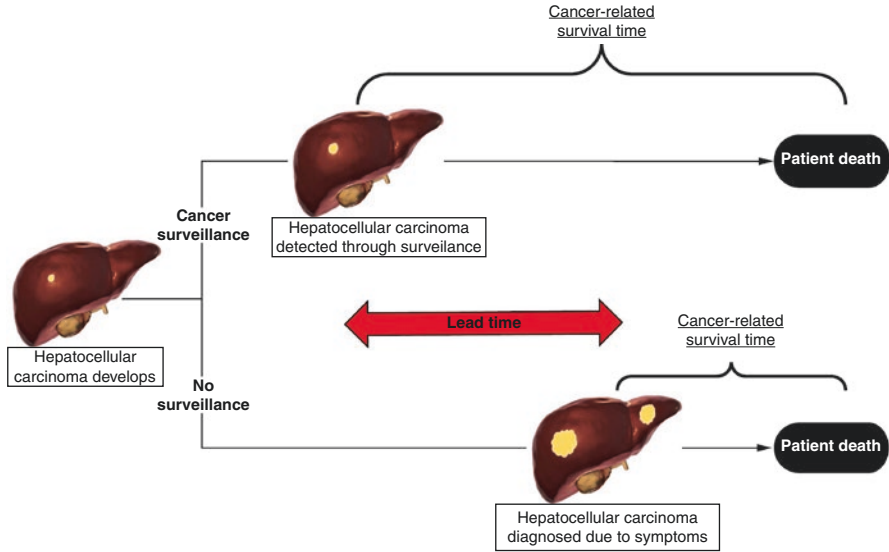 Cancer-related
survival time
Patient death
Cancer
surveillance
Hepatocellular carcinoma
detected through surveilance
Hepatocellular
carcinoma develops
Lead time
Cancer-related
survival time
No
surveillance
Patient death
Hepatocellular carcinoma
diagnosed due to symptoms